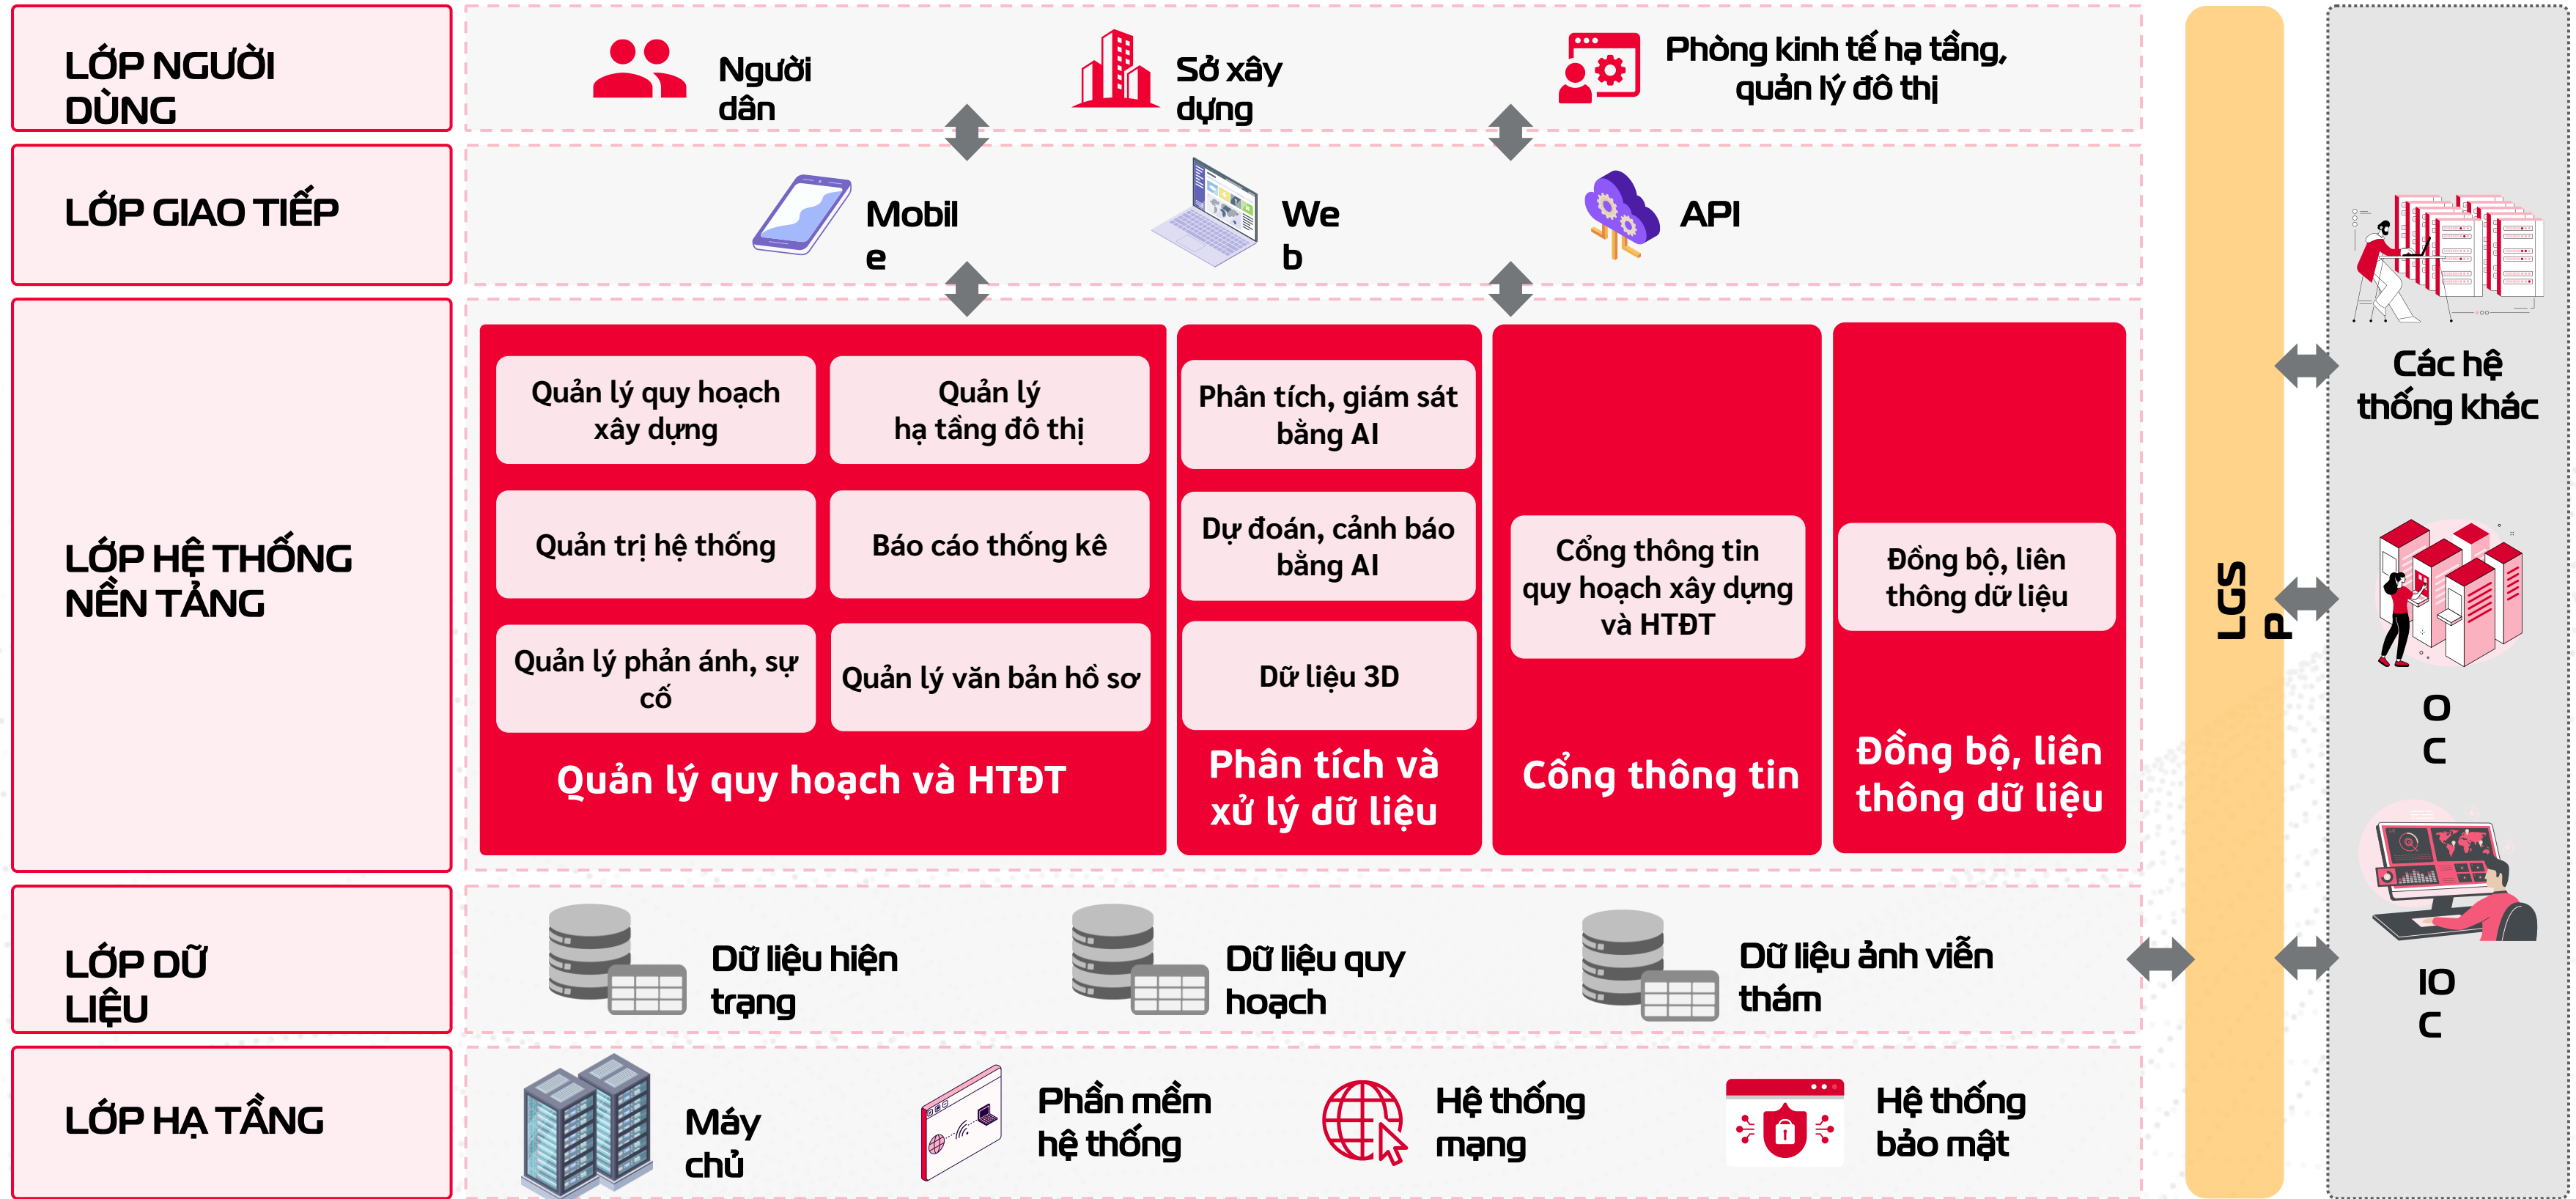 LỚP NGƯỜI
DÙNG
Người
dân
Sở xây
dựng
Phòng kinh tế hạ tầng,
quản lý đô thị
LỚP GIAO TIẾP
Mobil
e
We
b
API
LỚP HỆ THỐNG
NỀN TẢNG
Quản lý quy hoạch
xây dựng
Quản lý
hạ tầng đô thị
Quản trị hệ thống
Báo cáo thống kê
Quản lý phản ánh, sự
cố
Quản lý văn bản hồ sơ
Quản lý quy hoạch và HTĐT
Phân tích, giám sát
bằng AI
Dự đoán, cảnh báo
bằng AI
Dữ liệu 3D
Phân tích và
xử lý dữ liệu
Cổng thông tin
quy hoạch xây dựng
và HTĐT
Cổng thông tin
Đồng bộ, liên
thông dữ liệu
Đồng bộ, liên
thông dữ liệu
LỚP DỮ
LIỆU
Dữ liệu hiện
trạng
Dữ liệu quy
hoạch
Dữ liệu ảnh viễn
thám
LỚP HẠ TẦNG
Máy
chủ
Phần mềm
hệ thống
Hệ thống
mạng
Hệ thống
bảo mật
LGS
P
Các hệ
thống khác
O
C
IO
C